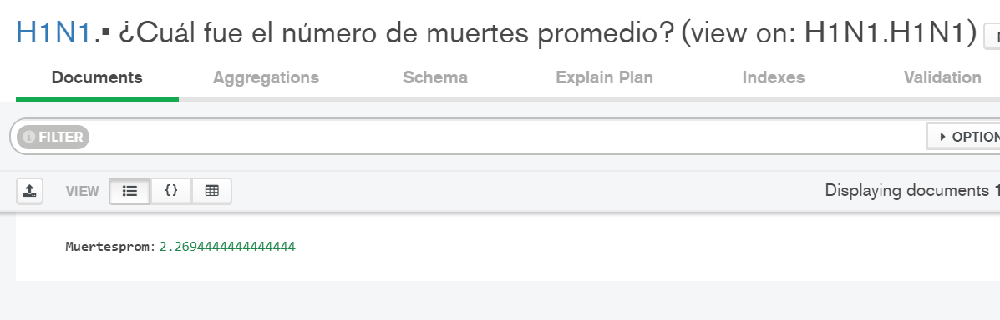 H1N1.▪ ¿Cuál fue el número de muertes promedio? (view on: H1N1.H1N1)
Documents Aggregations Schema Explain Plan Indexes Validation
FILTER OPTION
VIEW {} Displaying documents 1
Muertesprom: 2.2694444444444444